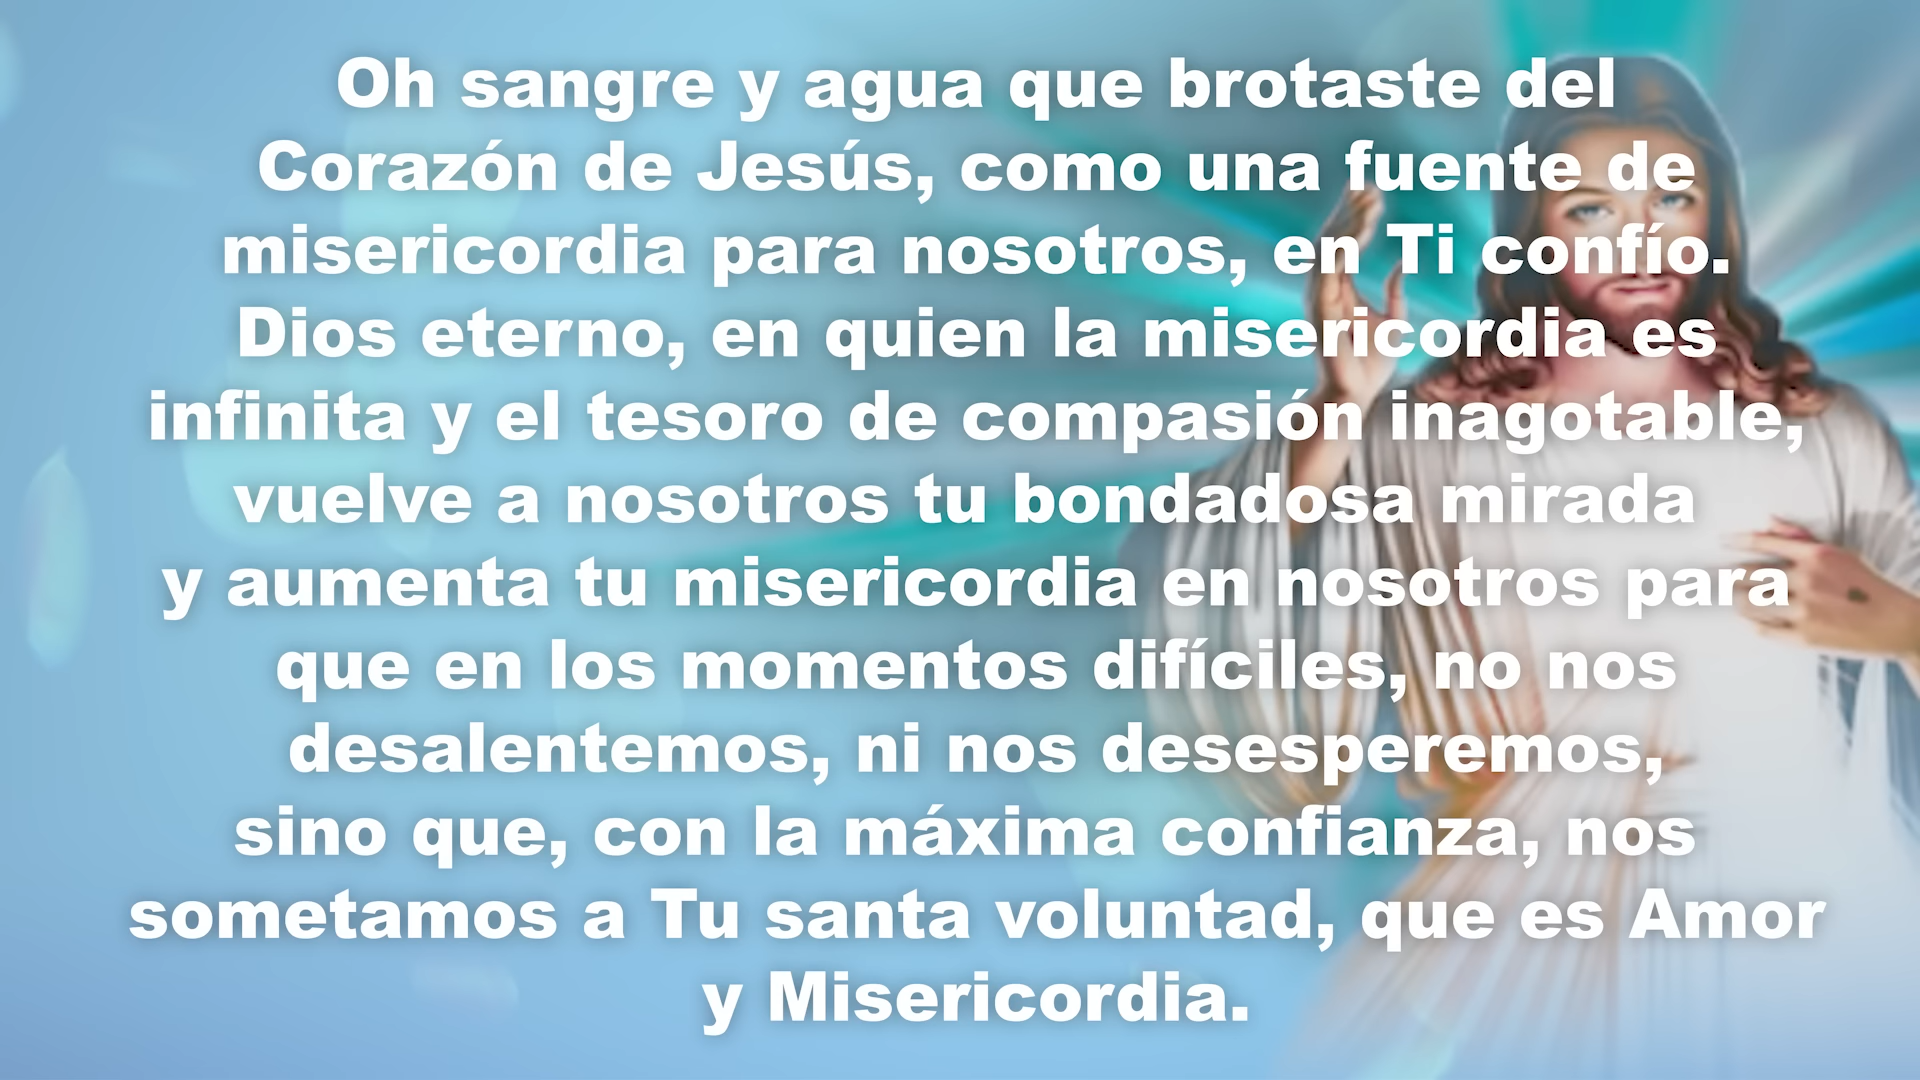 Oh sangre y agua que brotaste del
Corazón de Jesús, como una fuente de
misericordia para nosotros, en Ti confío.
Dios eterno, en quien la misericordia es
infinita y el tesoro de compasión inagotable,
vuelve a nosotros tu bondadosa mirada
y aumenta tu misericordia en nosotros para
que en los momentos difíciles, no nos
desalentemos, ni nos desesperemos,
sino que, con la máxima confianza, nos
sometamos a Tu santa voluntad, que es Amor
y Misericordia.